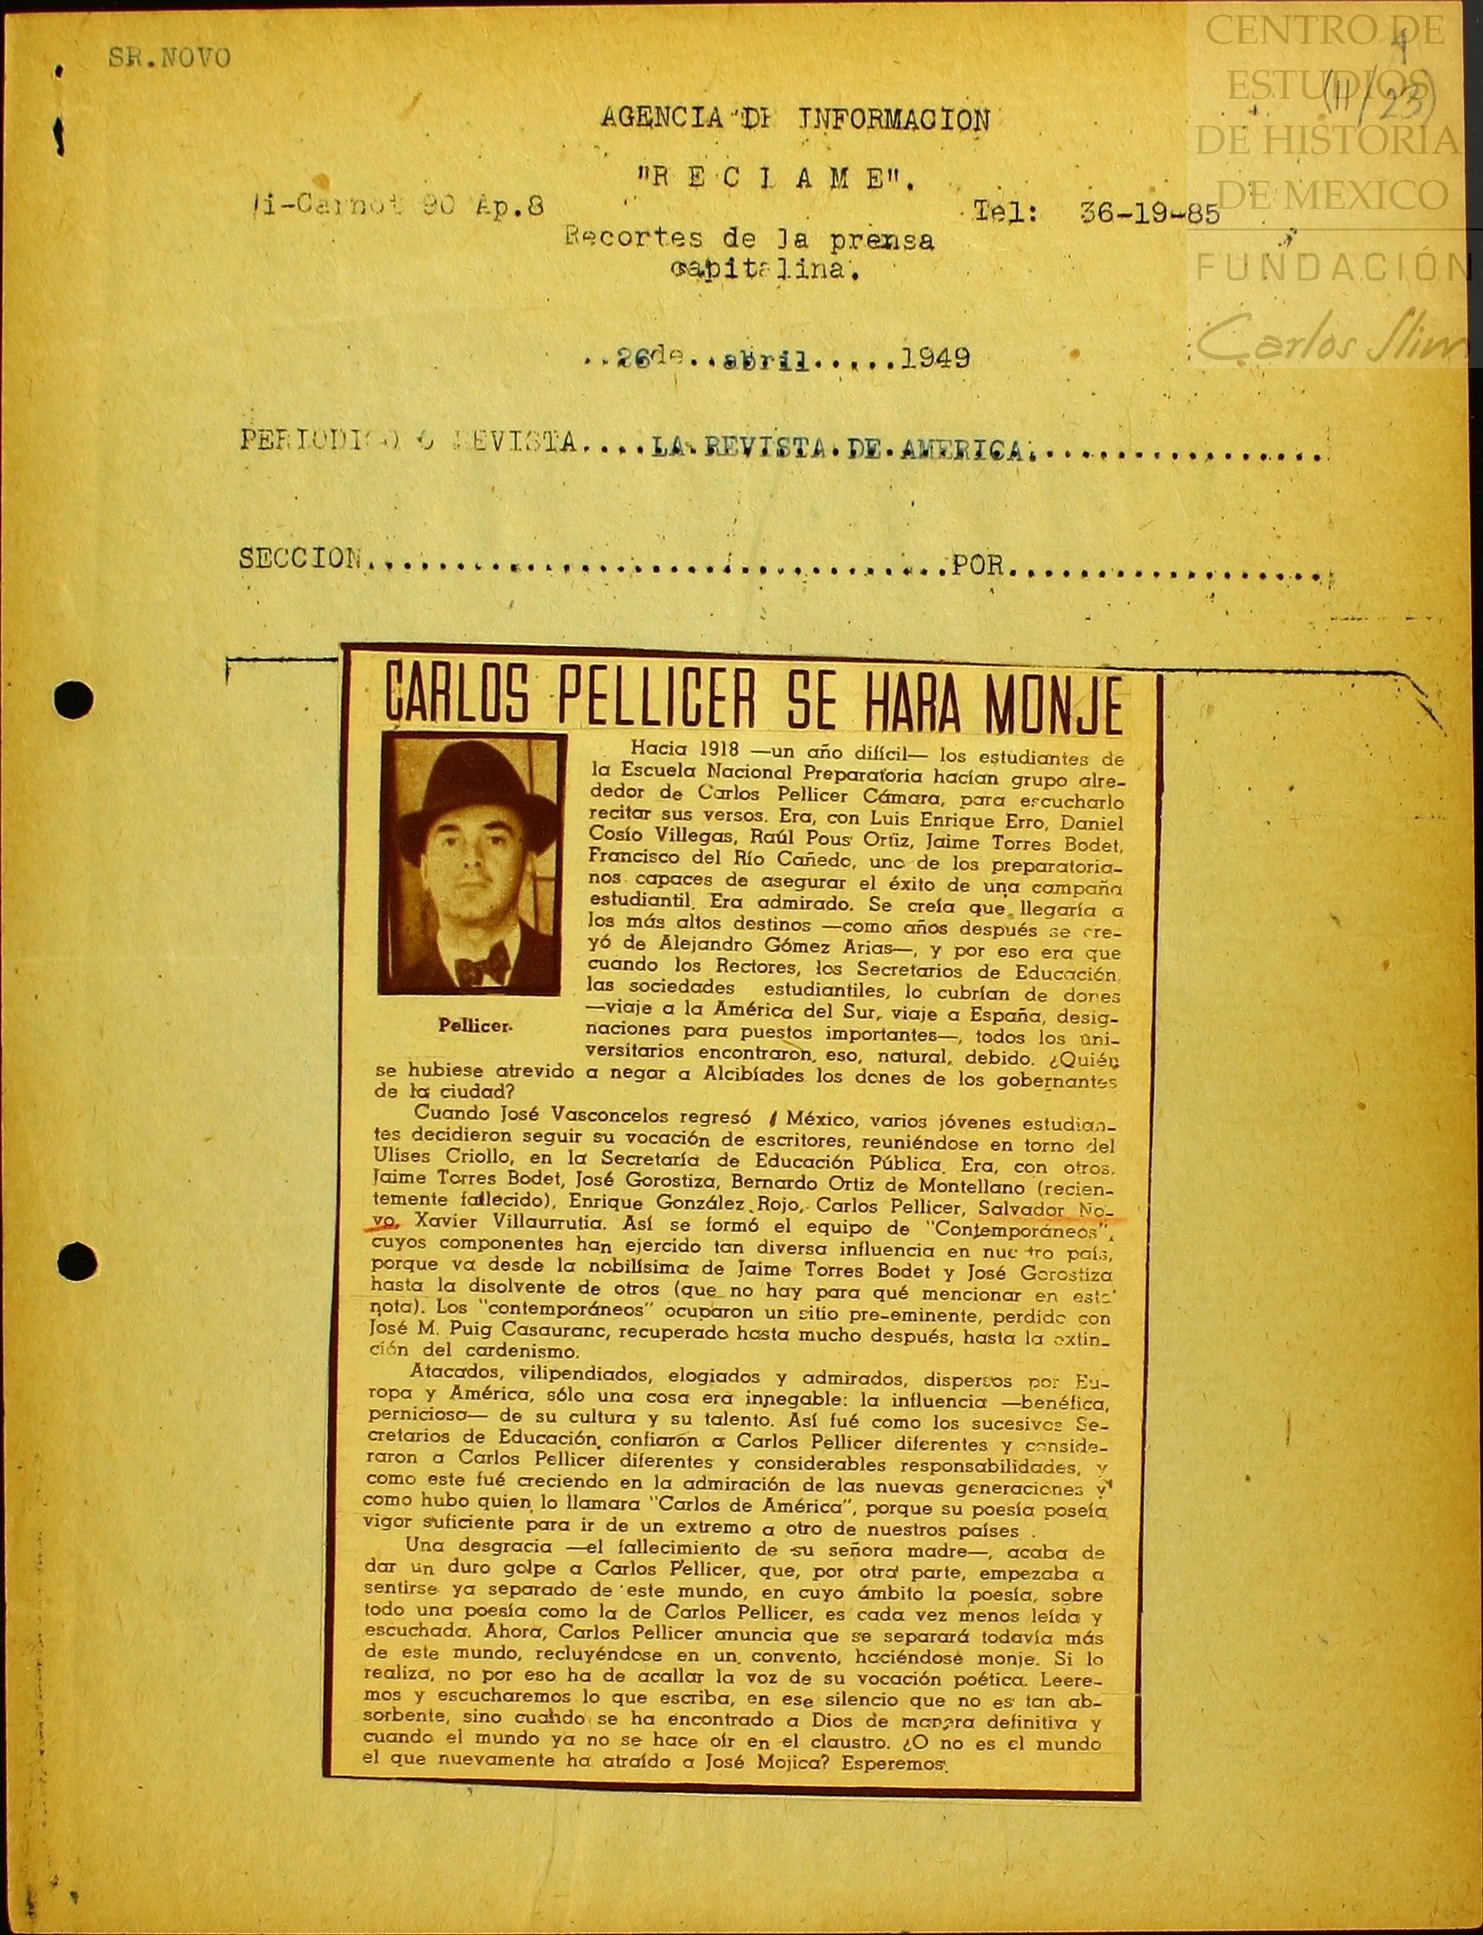 SR.NOVO
CENTRO DE
ESTUDIOS
DE HISTORIA
DE MEXICO
FUNDACIÓN
Carlos Slim
4
(11/23)
AGENCIA DE INFORMACION
"R E C L A M E".
Carnot 90 Ap.8
Tel: 36-19-85
Recortes de la prensa
capitalina.
..26de..abril.....1949
PERIODICO O REVISTA....LA REVISTA DE AMERICA.................
SECCION.................................POR...................
CARLOS PELLICER SE HARA MONJE
Pellicer.
Hacia 1918 —un año difícil— los estudiantes de
la Escuela Nacional Preparatoria hacían grupo alre-
dedor de Carlos Pellicer Cámara, para escucharlo
recitar sus versos. Era, con Luis Enrique Erro, Daniel
Cosío Villegas, Raúl Pous Ortiz, Jaime Torres Bodet,
Francisco del Río Cañedo, uno de los preparatoria-
nos capaces de asegurar el éxito de una campaña
estudiantil. Era admirado. Se creía que llegaría a
los más altos destinos —como años después se cre-
yó de Alejandro Gómez Arias—, y por eso era que
cuando los Rectores, los Secretarios de Educación,
las sociedades estudiantiles, lo cubrían de dones
—viaje a la América del Sur, viaje a España, desig-
naciones para puestos importantes—, todos los uni-
versitarios encontraron, eso, natural, debido. ¿Quién
se hubiese atrevido a negar a Alcibíades los dones de los gobernantes
de la ciudad?
Cuando José Vasconcelos regresó a México, varios jóvenes estudian-
tes decidieron seguir su vocación de escritores, reuniéndose en torno del
Ulises Criollo, en la Secretaría de Educación Pública. Era, con otros,
Jaime Torres Bodet, José Gorostiza, Bernardo Ortiz de Montellano (recien-
temente fallecido), Enrique González Rojo, Carlos Pellicer, Salvador No-
vo, Xavier Villaurrutia. Así se formó el equipo de "Contemporáneos",
cuyos componentes han ejercido tan diversa influencia en nuestro país,
porque va desde la nobilísima de Jaime Torres Bodet y José Gorostiza
hasta la disolvente de otros (que no hay para qué mencionar en esta
nota). Los "contemporáneos" ocuparon un sitio pre-eminente, perdido con
José M. Puig Casauranc, recuperado hasta mucho después, hasta la extin-
ción del cardenismo.
Atacados, vilipendiados, elogiados y admirados, dispersos por Eu-
ropa y América, sólo una cosa era innegable: la influencia —benéfica,
perniciosa— de su cultura y su talento. Así fué como los sucesivos Se-
cretarios de Educación, confiarón a Carlos Pellicer diferentes y conside-
raron a Carlos Pellicer diferentes y considerables responsabilidades, y
como este fué creciendo en la admiración de las nuevas generaciones y
como hubo quien lo llamara "Carlos de América", porque su poesía poseía
vigor suficiente para ir de un extremo a otro de nuestros países .
Una desgracia —el fallecimiento de su señora madre—, acaba de
dar un duro golpe a Carlos Pellicer, que, por otra parte, empezaba a
sentirse ya separado de este mundo, en cuyo ámbito la poesía, sobre
todo una poesía como la de Carlos Pellicer, es cada vez menos leída y
escuchada. Ahora, Carlos Pellicer anuncia que se separará todavía más
de este mundo, recluyéndose en un convento, haciéndose monje. Si lo
realiza, no por eso ha de acallar la voz de su vocación poética. Leere-
mos y escucharemos lo que escriba, en ese silencio que no es tan ab-
sorbente, sino cuando se ha encontrado a Dios de manera definitiva y
cuando el mundo ya no se hace oír en el claustro. ¿O no es el mundo
el que nuevamente ha atraído a José Mojica? Esperemos.